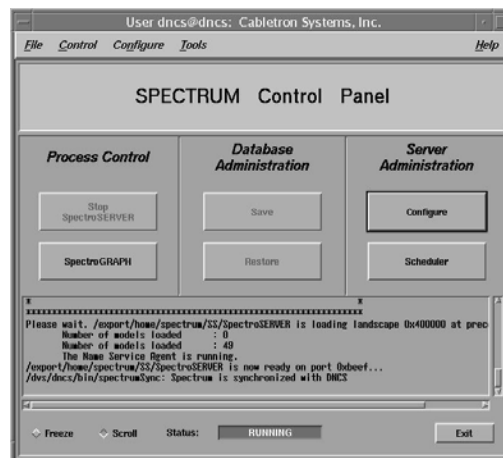 User dncs@dncs: Cabletron Systems, Inc.
File Control Configure Tools Help
SPECTRUM Control Panel
Process Control
Database
Administration
Server
Administration
Stop
SpectroSERVER
Save
Configure
SpectroGRAPH
Restore
Scheduler
* *
Please wait. /export/home/spectrum/SS/SpectroSERVER is loading landscape 0x400000 at prec
Number of models loaded : 0
Number of models loaded : 49
The Name Service Agent is running.
/export/home/spectrum/SS/SpectroSERVER is now ready on port 0xbeef...
/dvs/dncs/bin/spectrumSync: Spectrum is synchronized with DNCS
Freeze Scroll Status: RUNNING Exit